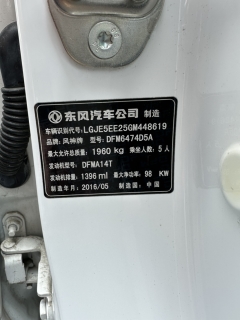 东风汽车公司 制造
车辆识别代号: LGJE5EE25GM448619
品牌: 风神牌 型号: DFM6474D5A
最大允许总质量: 1960 kg 乘坐人数: 5 人
发动机型号: DFMA14T
发动机排量: 1396 ml 最大净功率: 98 KW
制造年月: 2016/05 制造国: 中国